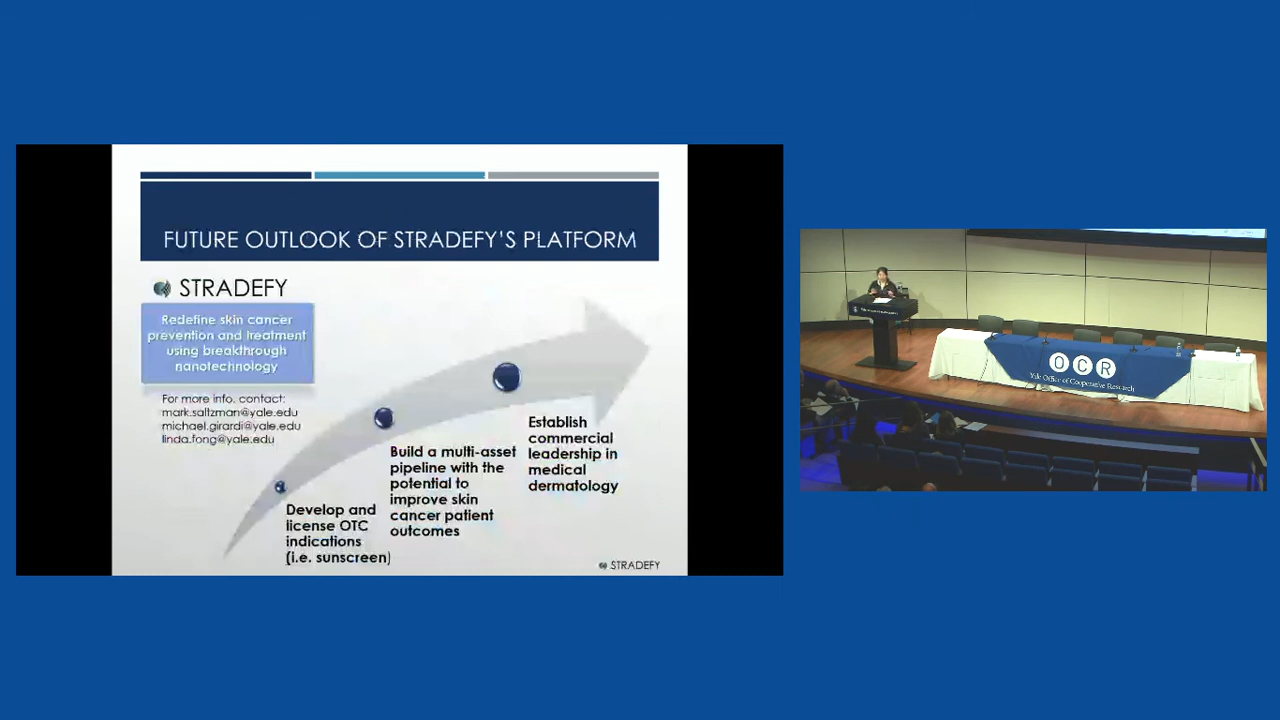 FUTURE OUTLOOK OF STRADEFY'S PLATFORM
STRADEFY
Redefine skin cancer
prevention and treatment
using breakthrough
nanotechnology
For more info, contact:
mark.saltzman@yale.edu
michael.girardi@yale.edu
linda.fong@yale.edu
Develop and
license OTC
indications
(i.e. sunscreen)
Build a multi-asset
pipeline with the
potential to
improve skin
cancer patient
outcomes
Establish
commercial
leadership in
medical
dermatology
STRADEFY
OCR
Yale Office of Cooperative Research